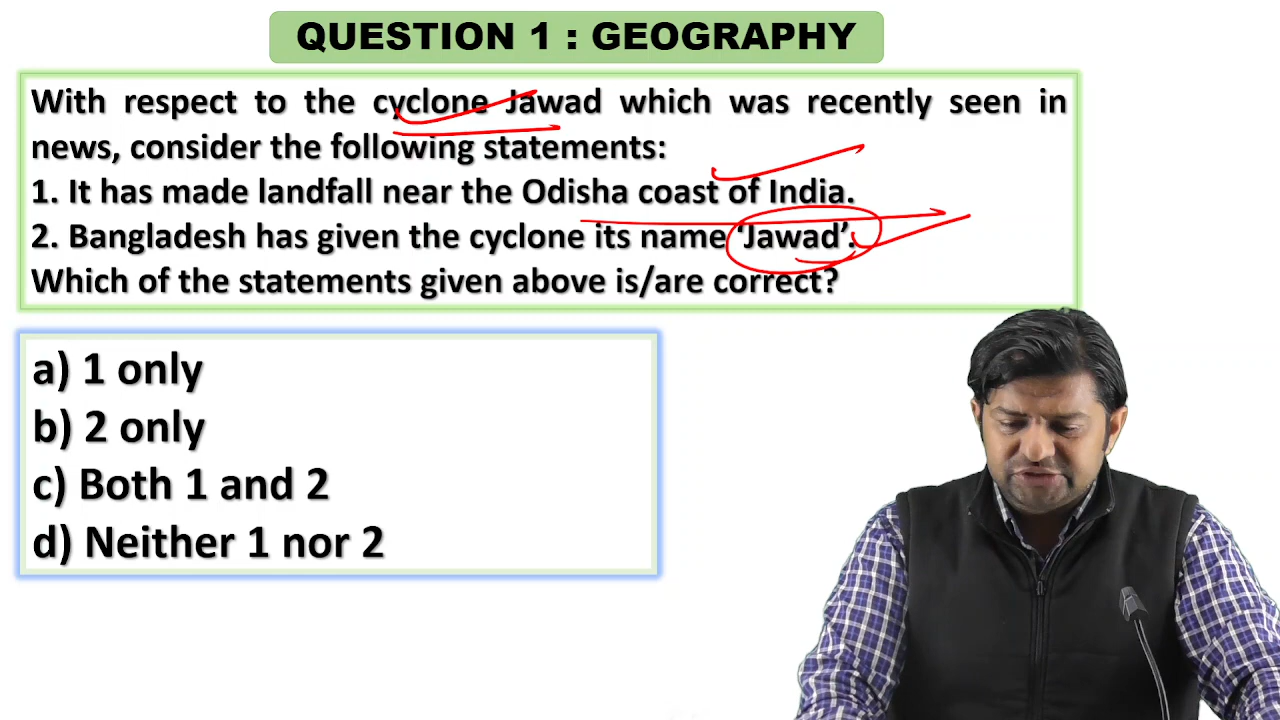 QUESTION 1 : GEOGRAPHY
With respect to the cyclone Jawad which was recently seen in
news, consider the following statements:
1. It has made landfall near the Odisha coast of India.
2. Bangladesh has given the cyclone its name ‘Jawad’.
Which of the statements given above is/are correct?
a) 1 only
b) 2 only
c) Both 1 and 2
d) Neither 1 nor 2